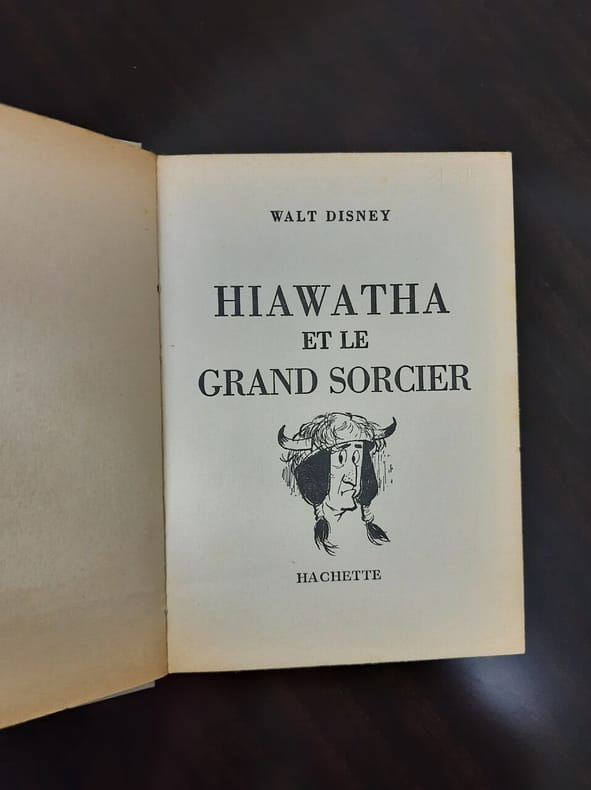 WALT DISNEY
HIAWATHA
ET LE
GRAND SORCIER
HACHETTE